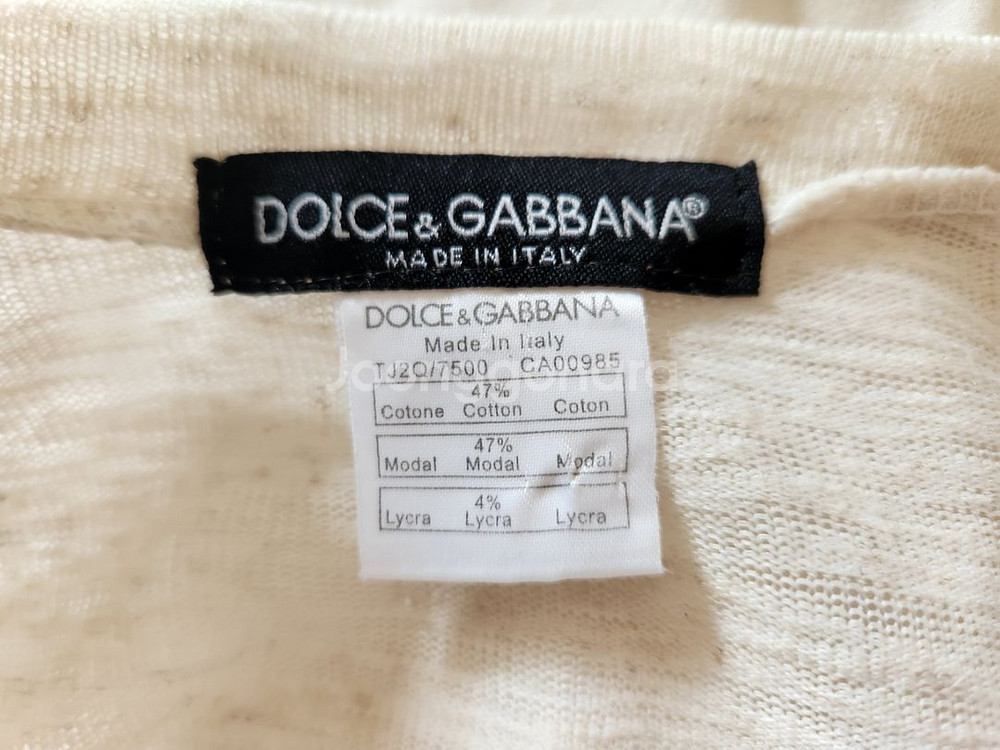 DOLCE & GABBANA®
MADE IN ITALY
DOLCE & GABBANA
Made In Italy
TJ2O/7500 CA00985
47%
Cotone Cotton Coton
47%
Modal Modal Modal
4%
Lycra Lycra Lycra